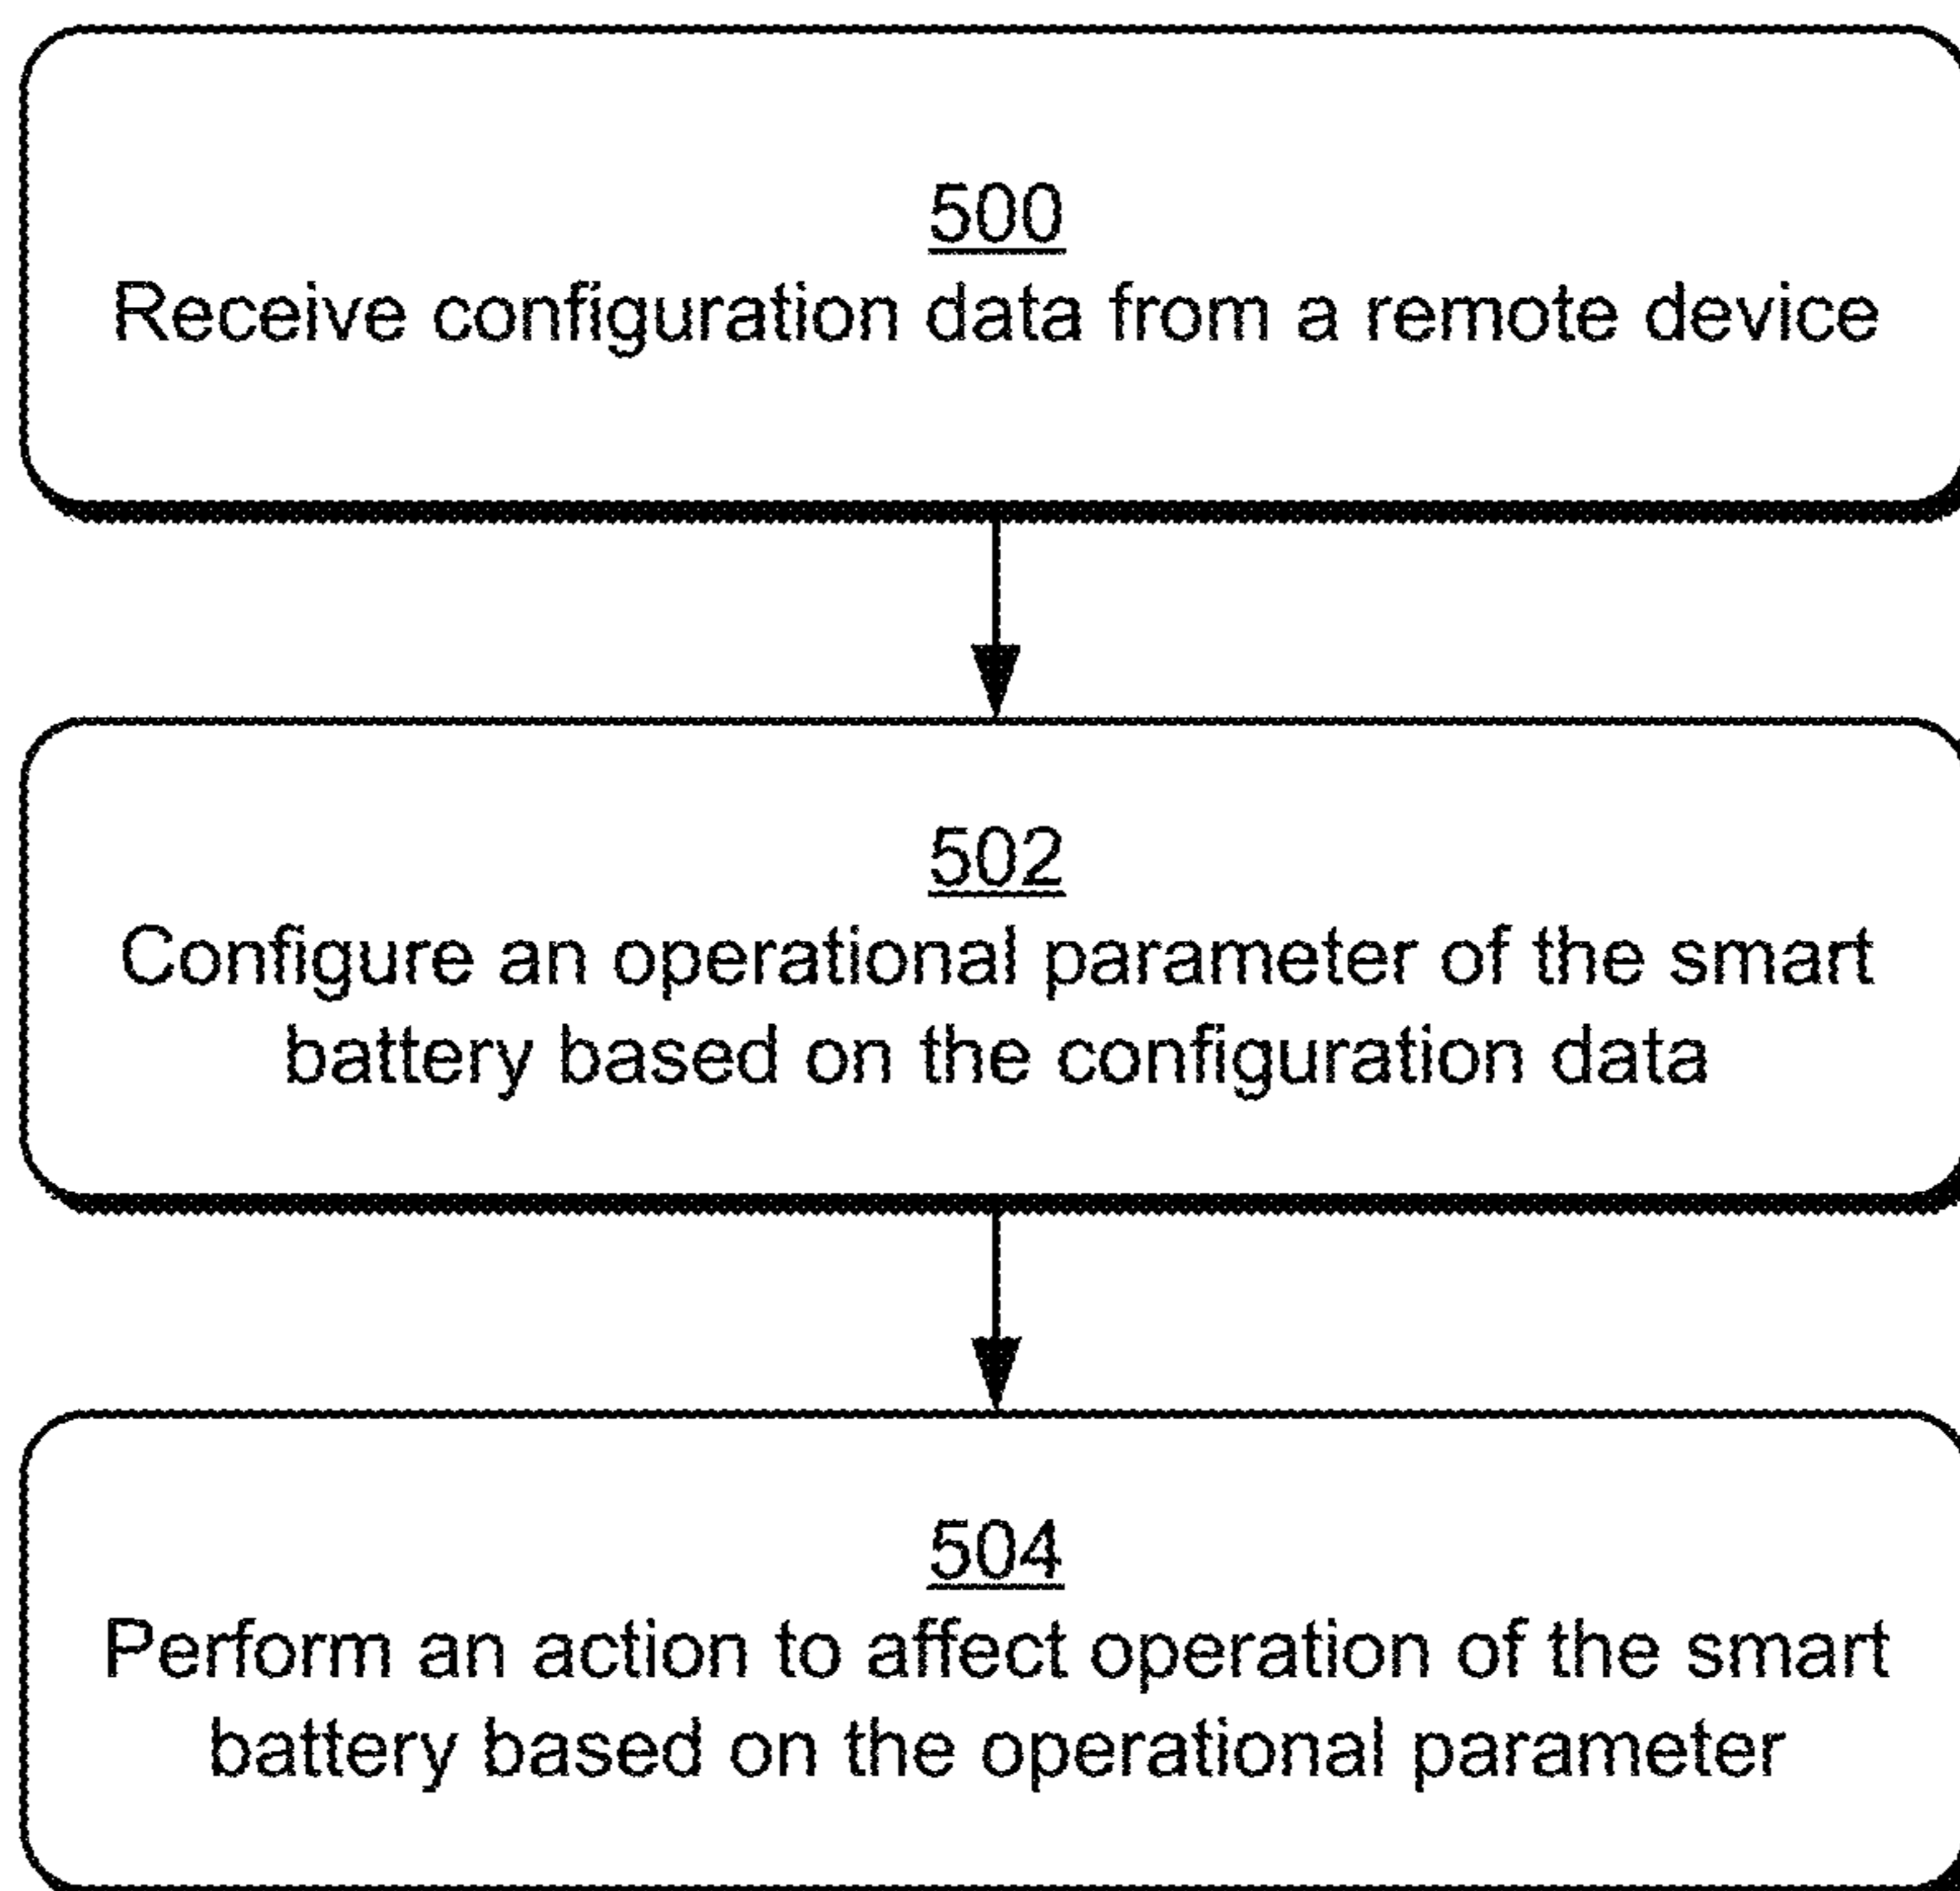 500
Receive configuration data from a remote device
502
Configure an operational parameter of the smart
battery based on the configuration data
504
Perform an action to affect operation of the smart
battery based on the operational parameter